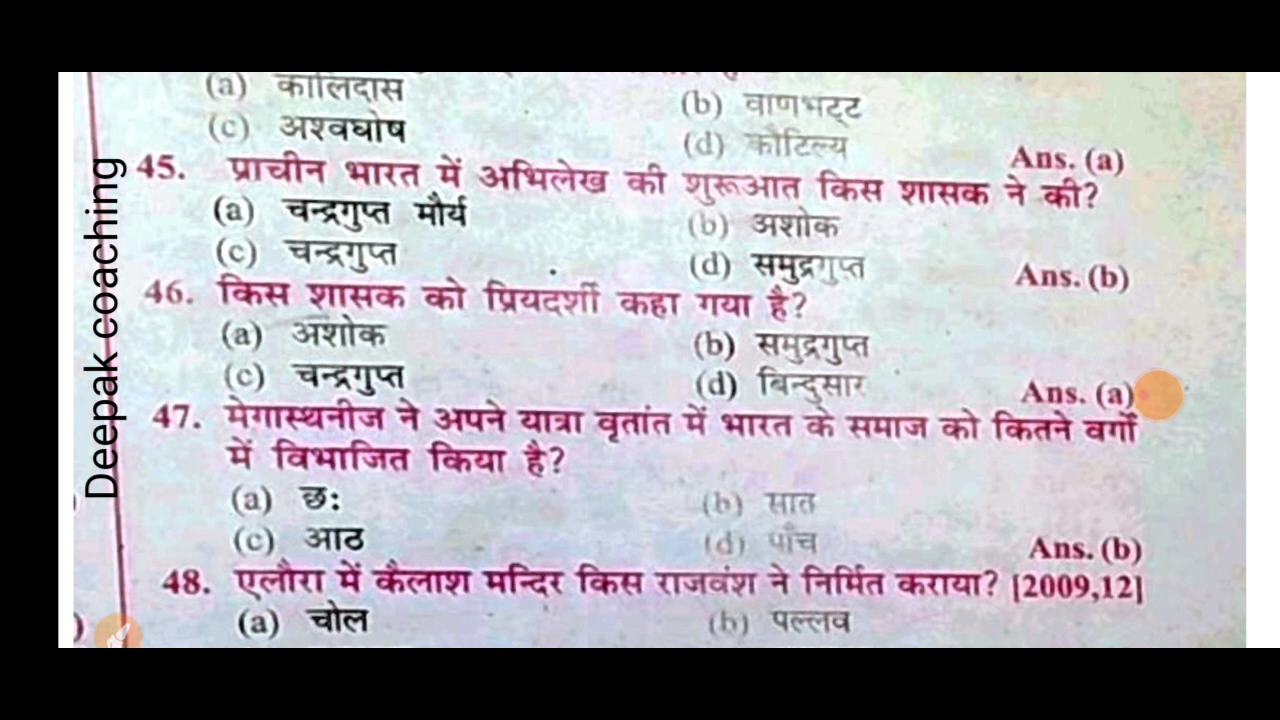 Deepak coaching
(a) कालिदास (b) वाणभट्ट
(c) अश्वघोष (d) कौटिल्य Ans. (a)
45. प्राचीन भारत में अभिलेख की शुरूआत किस शासक ने की?
(a) चन्द्रगुप्त मौर्य (b) अशोक
(c) चन्द्रगुप्त (d) समुद्रगुप्त Ans. (b)
46. किस शासक को प्रियदर्शी कहा गया है?
(a) अशोक (b) समुद्रगुप्त
(c) चन्द्रगुप्त (d) बिन्दुसार Ans. (a)
47. मेगास्थनीज ने अपने यात्रा वृतांत में भारत के समाज को कितने वर्गों
में विभाजित किया है?
(a) छः (b) सात
(c) आठ (d) पाँच Ans. (b)
48. एलौरा में कैलाश मन्दिर किस राजवंश ने निर्मित कराया? [2009,12]
(a) चोल (b) पल्लव